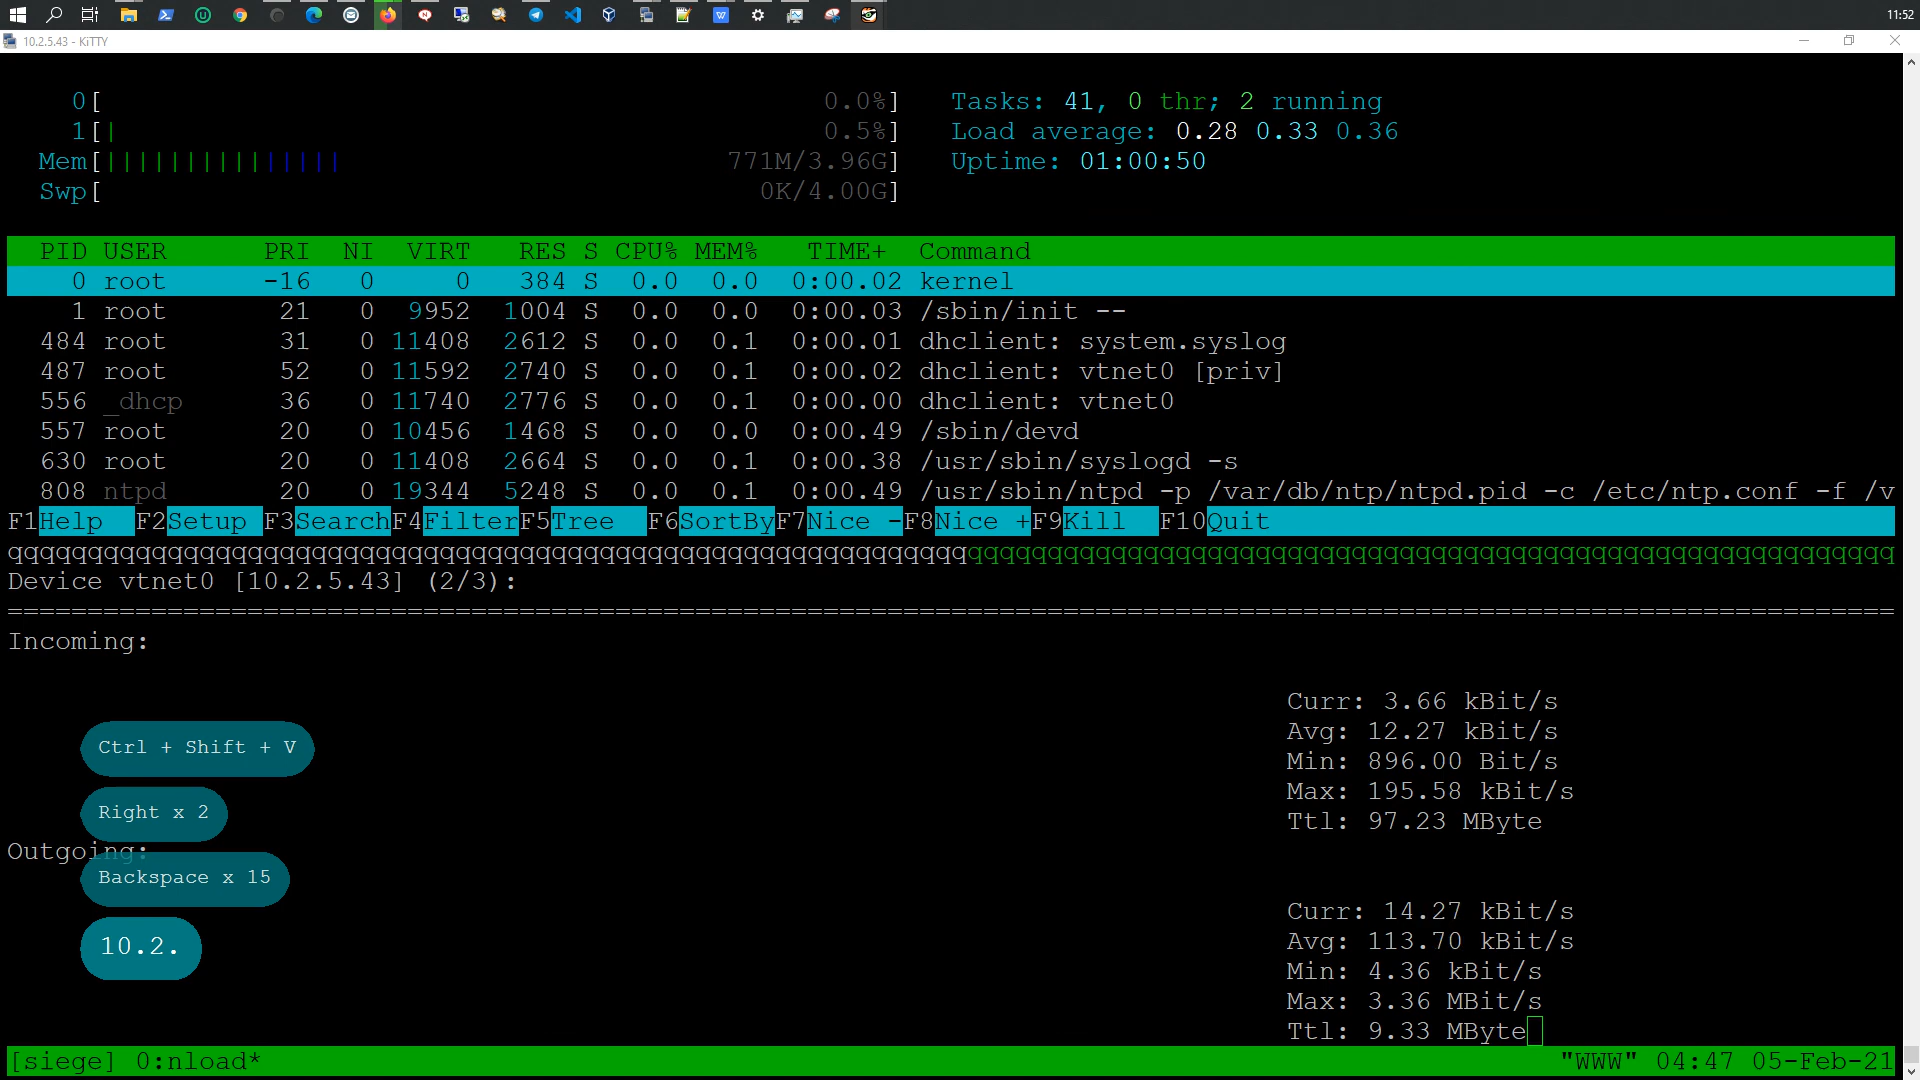 11:52
10.2.5.43 - KiTTY
0[ 0.0%] Tasks: 41, 0 thr; 2 running
1[| 0.5%] Load average: 0.28 0.33 0.36
Mem[||||||||||||||| 771M/3.96G] Uptime: 01:00:50
Swp[ 0K/4.00G]
PID USER PRI NI VIRT RES S CPU% MEM% TIME+ Command
0 root -16 0 0 384 S 0.0 0.0 0:00.02 kernel
1 root 21 0 9952 1004 S 0.0 0.0 0:00.03 /sbin/init --
484 root 31 0 11408 2612 S 0.0 0.1 0:00.01 dhclient: system.syslog
487 root 52 0 11592 2740 S 0.0 0.1 0:00.02 dhclient: vtnet0 [priv]
556 _dhcp 36 0 11740 2776 S 0.0 0.1 0:00.00 dhclient: vtnet0
557 root 20 0 10456 1468 S 0.0 0.0 0:00.49 /sbin/devd
630 root 20 0 11408 2664 S 0.0 0.1 0:00.38 /usr/sbin/syslogd -s
808 ntpd 20 0 19344 5248 S 0.0 0.1 0:00.49 /usr/sbin/ntpd -p /var/db/ntp/ntpd.pid -c /etc/ntp.conf -f /v
F1Help F2Setup F3SearchF4FilterF5Tree F6SortByF7Nice -F8Nice +F9Kill F10Quit
qqqqqqqqqqqqqqqqqqqqqqqqqqqqqqqqqqqqqqqqqqqqqqqqqqqqqqqqqqqqqqqqqqqqqqqqqqqqqqqqqqqqqqqqqqqqqqqqqqqqqqqqqqqqqqqqqqqqqq
Device vtnet0 [10.2.5.43] (2/3):
======================================================================================================================
Incoming:
Curr: 3.66 kBit/s
Avg: 12.27 kBit/s
Min: 896.00 Bit/s
Max: 195.58 kBit/s
Ttl: 97.23 MByte
Ctrl + Shift + V
Right x 2
Outgoing:
Backspace x 15
10.2.
Curr: 14.27 kBit/s
Avg: 113.70 kBit/s
Min: 4.36 kBit/s
Max: 3.36 MBit/s
Ttl: 9.33 MByte
[siege] 0:nload* "WWW" 04:47 05-Feb-21